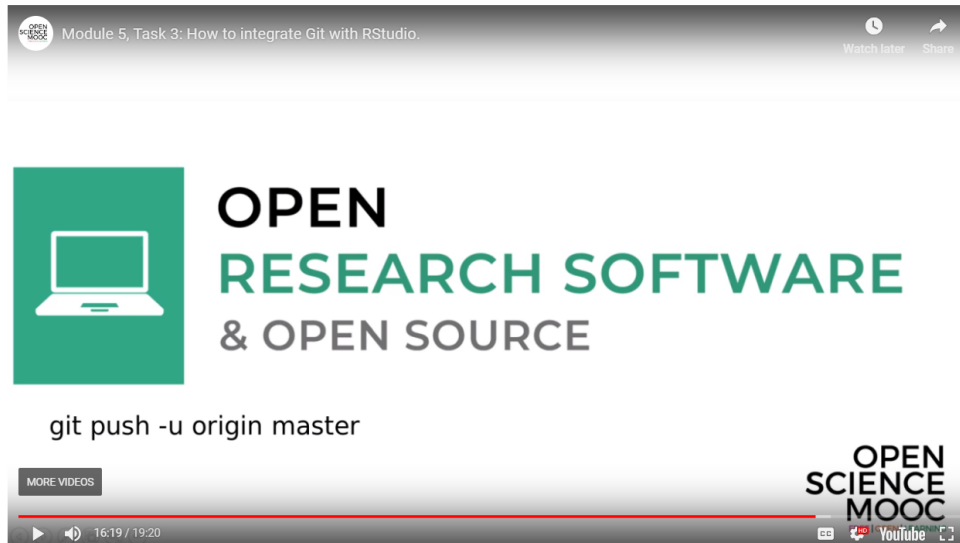 OPEN
SCIENCE
MOOC
Module 5, Task 3: How to integrate Git with RStudio.
Watch later
Share
OPEN
RESEARCH SOFTWARE
& OPEN SOURCE
git push -u origin master
MORE VIDEOS
OPEN
SCIENCE
MOOC
16:19 / 19:20
CC
HD
YouTube